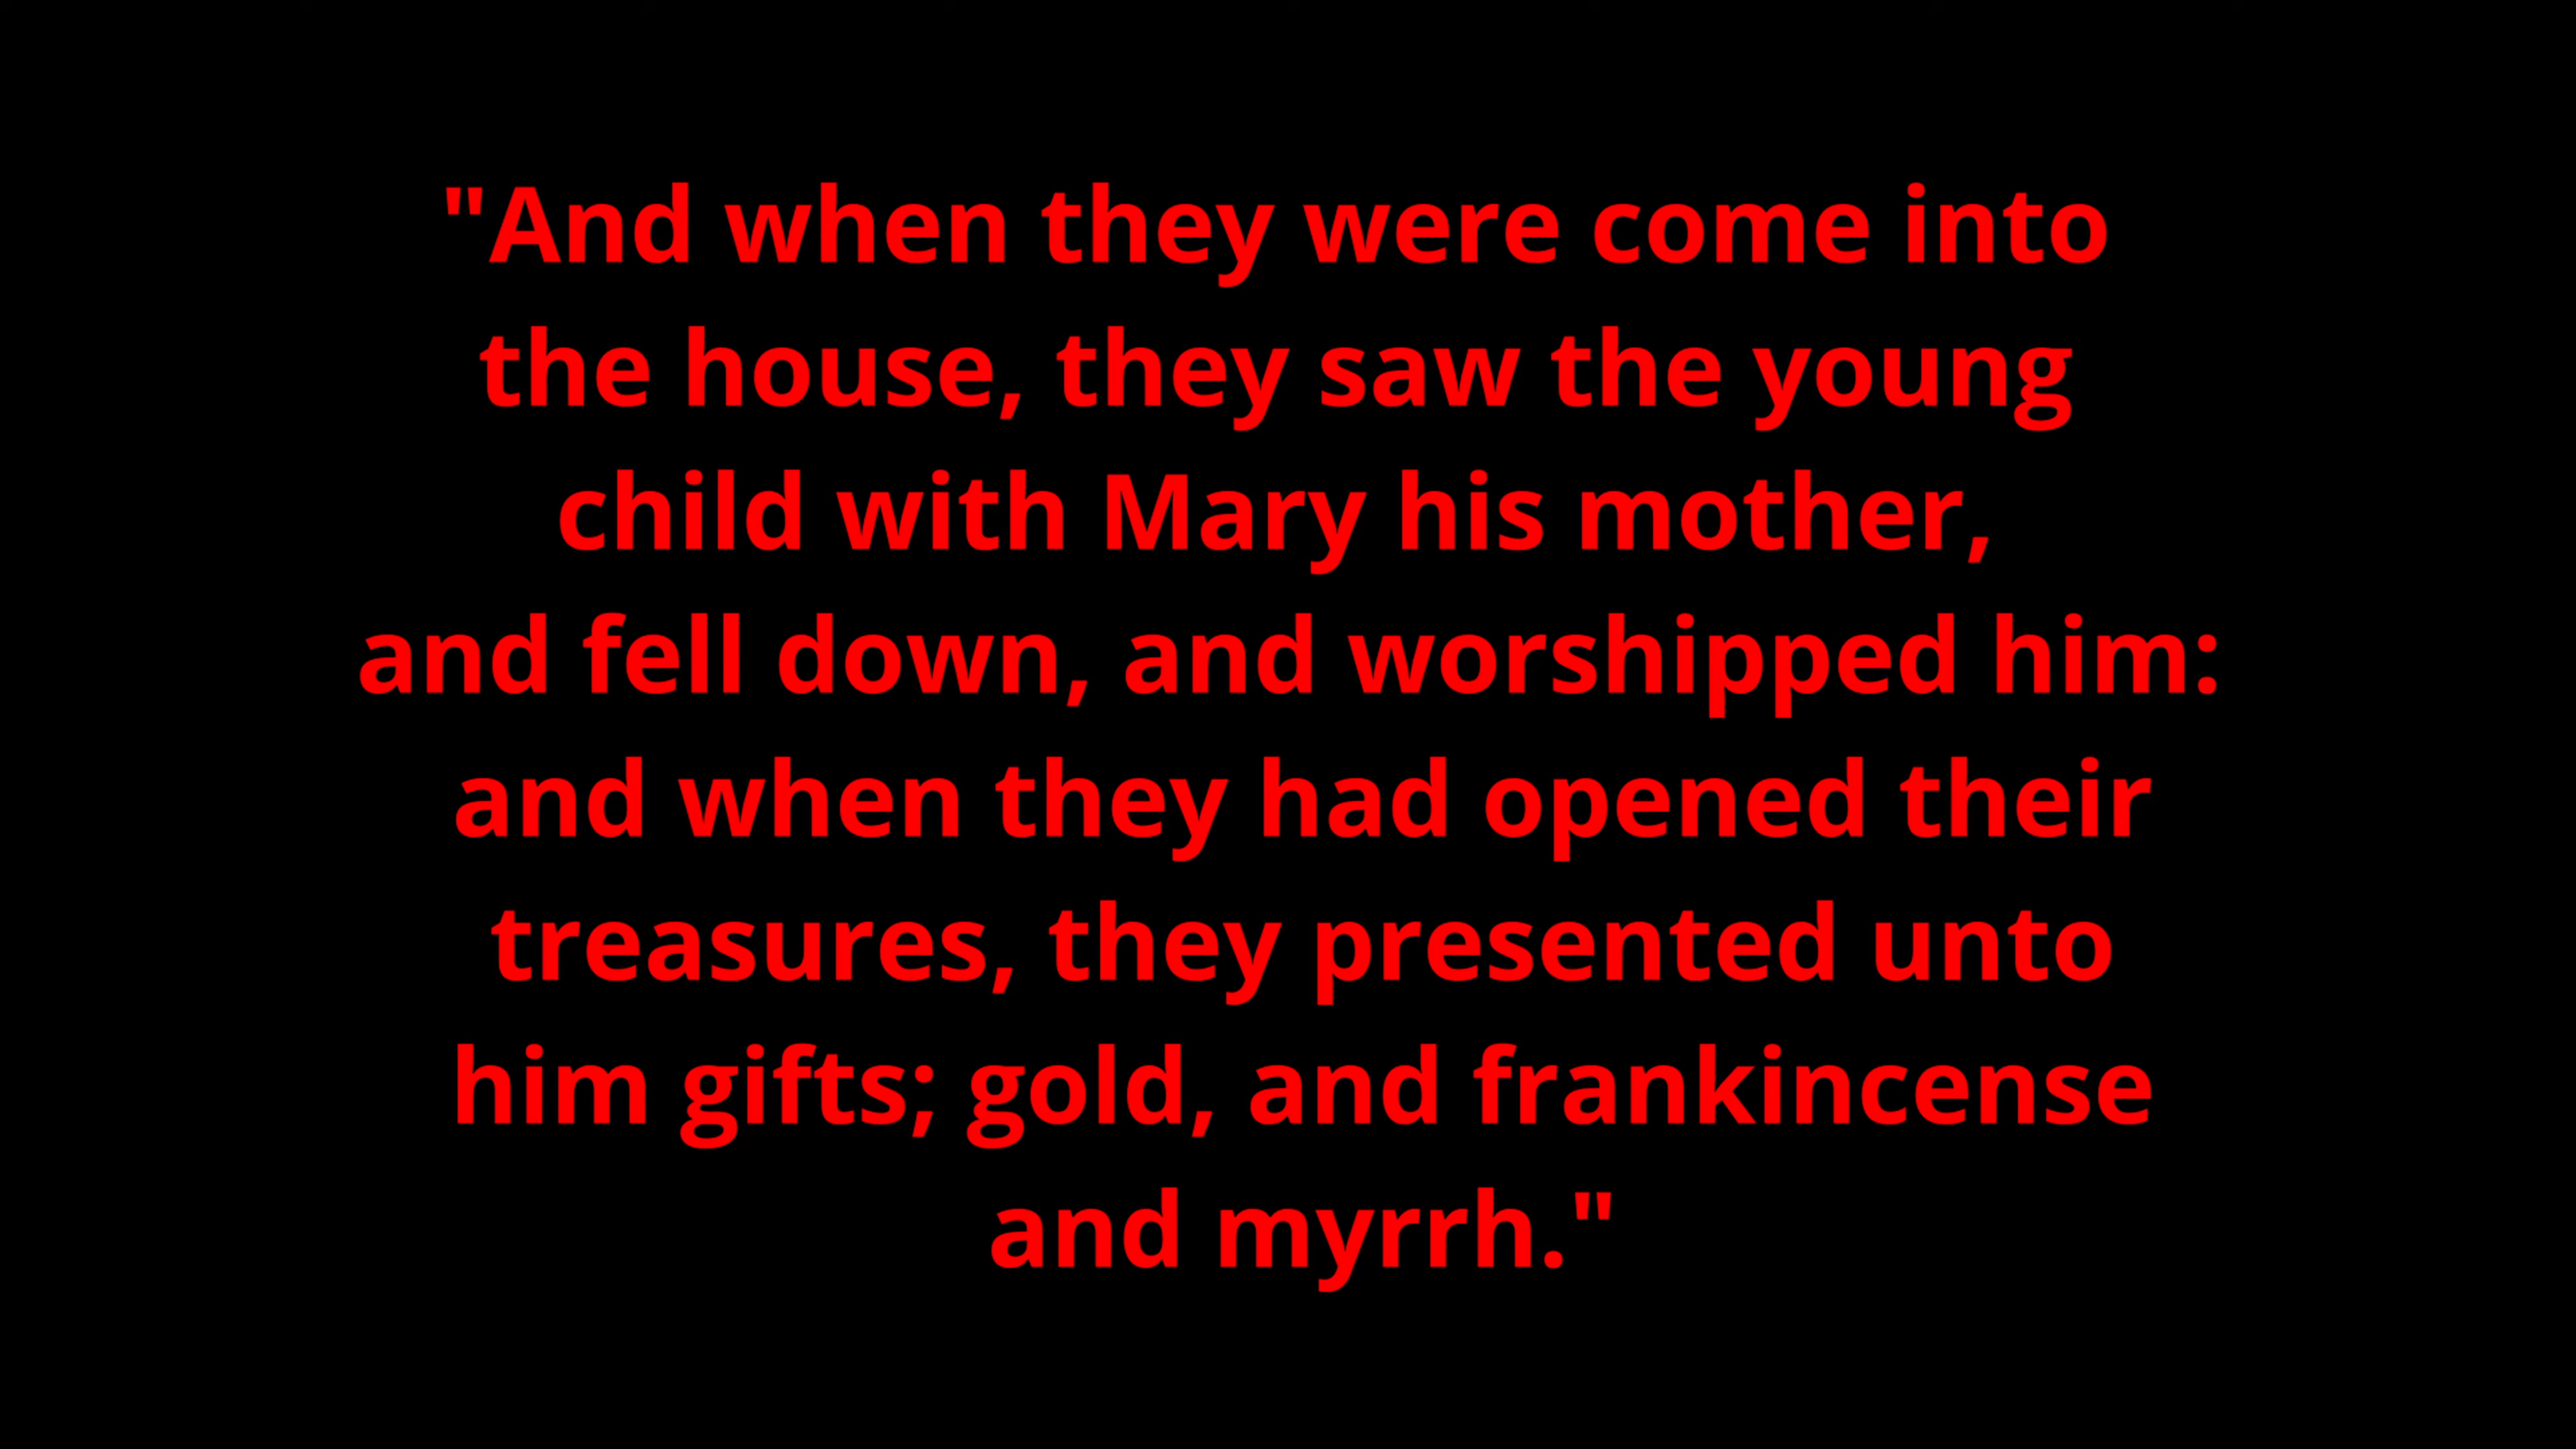 "And when they were come into
the house, they saw the young
child with Mary his mother,
and fell down, and worshipped him:
and when they had opened their
treasures, they presented unto
him gifts; gold, and frankincense
and myrrh."